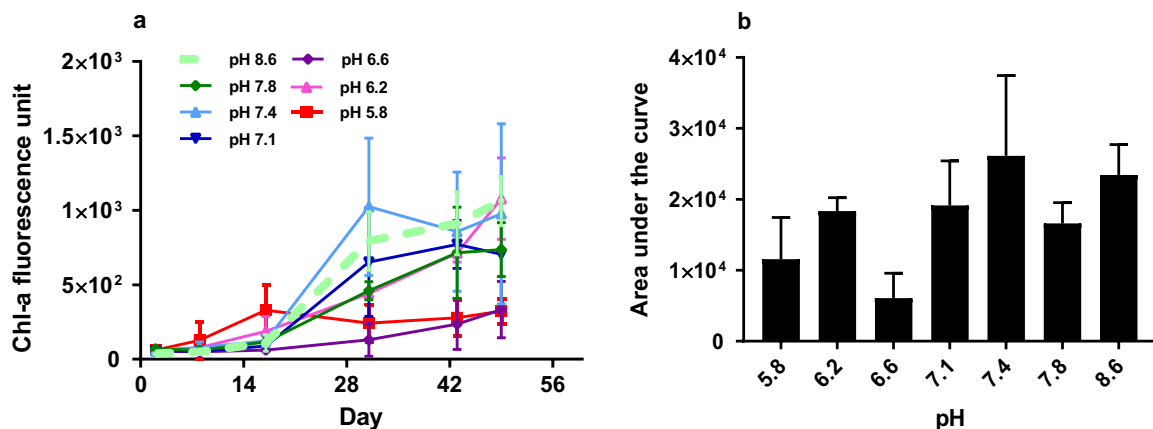 a
pH 8.6
pH 6.6
pH 7.8
pH 6.2
pH 7.4
pH 5.8
pH 7.1
Chl-a fluorescence unit
2×10³
1.5×10³
1×10³
5×10²
0
0 14 28 42 56
Day
b
Area under the curve
4×10⁴
3×10⁴
2×10⁴
1×10⁴
0
5.8 6.2 6.6 7.1 7.4 7.8 8.6
pH